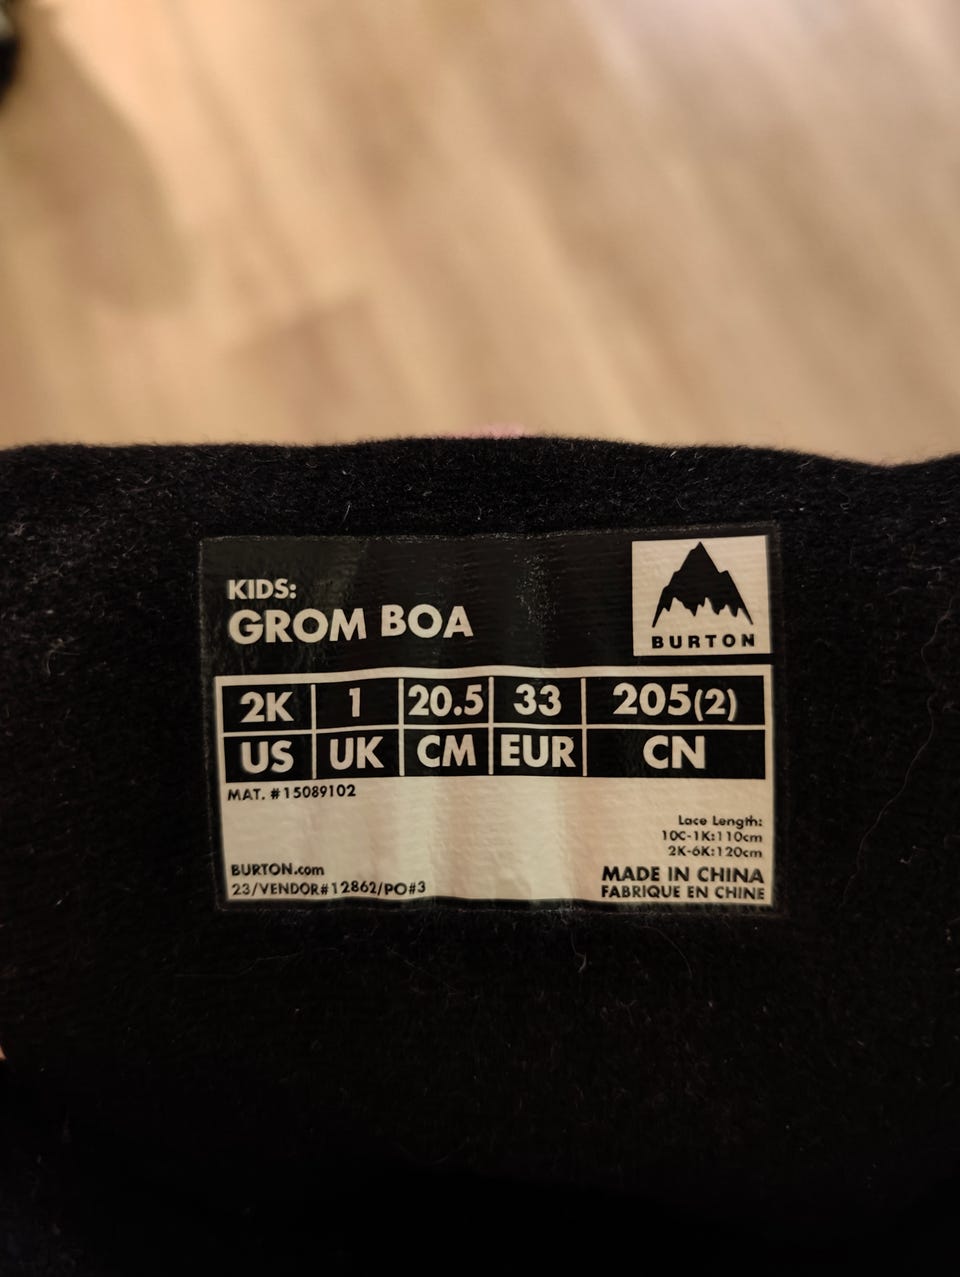 KIDS:
GROM BOA
BURTON
2K 1 20.5 33 205(2)
US UK CM EUR CN
MAT. #15089102
Lace Length:
10C-1K:110cm
2K-6K:120cm
BURTON.com
23/VENDOR#12862/PO#3
MADE IN CHINA
FABRIQUE EN CHINE